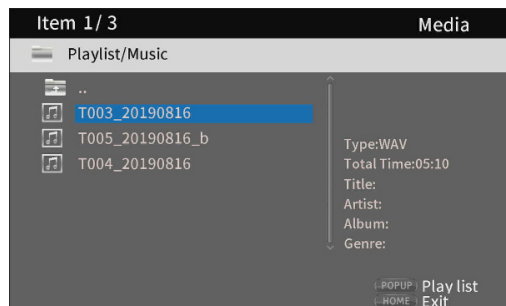 Item 1/ 3
Media
Playlist/Music
..
T003_20190816
T005_20190816_b
T004_20190816
Type:WAV
Total Time:05:10
Title:
Artist:
Album:
Genre:
POPUP Play list
HOME Exit